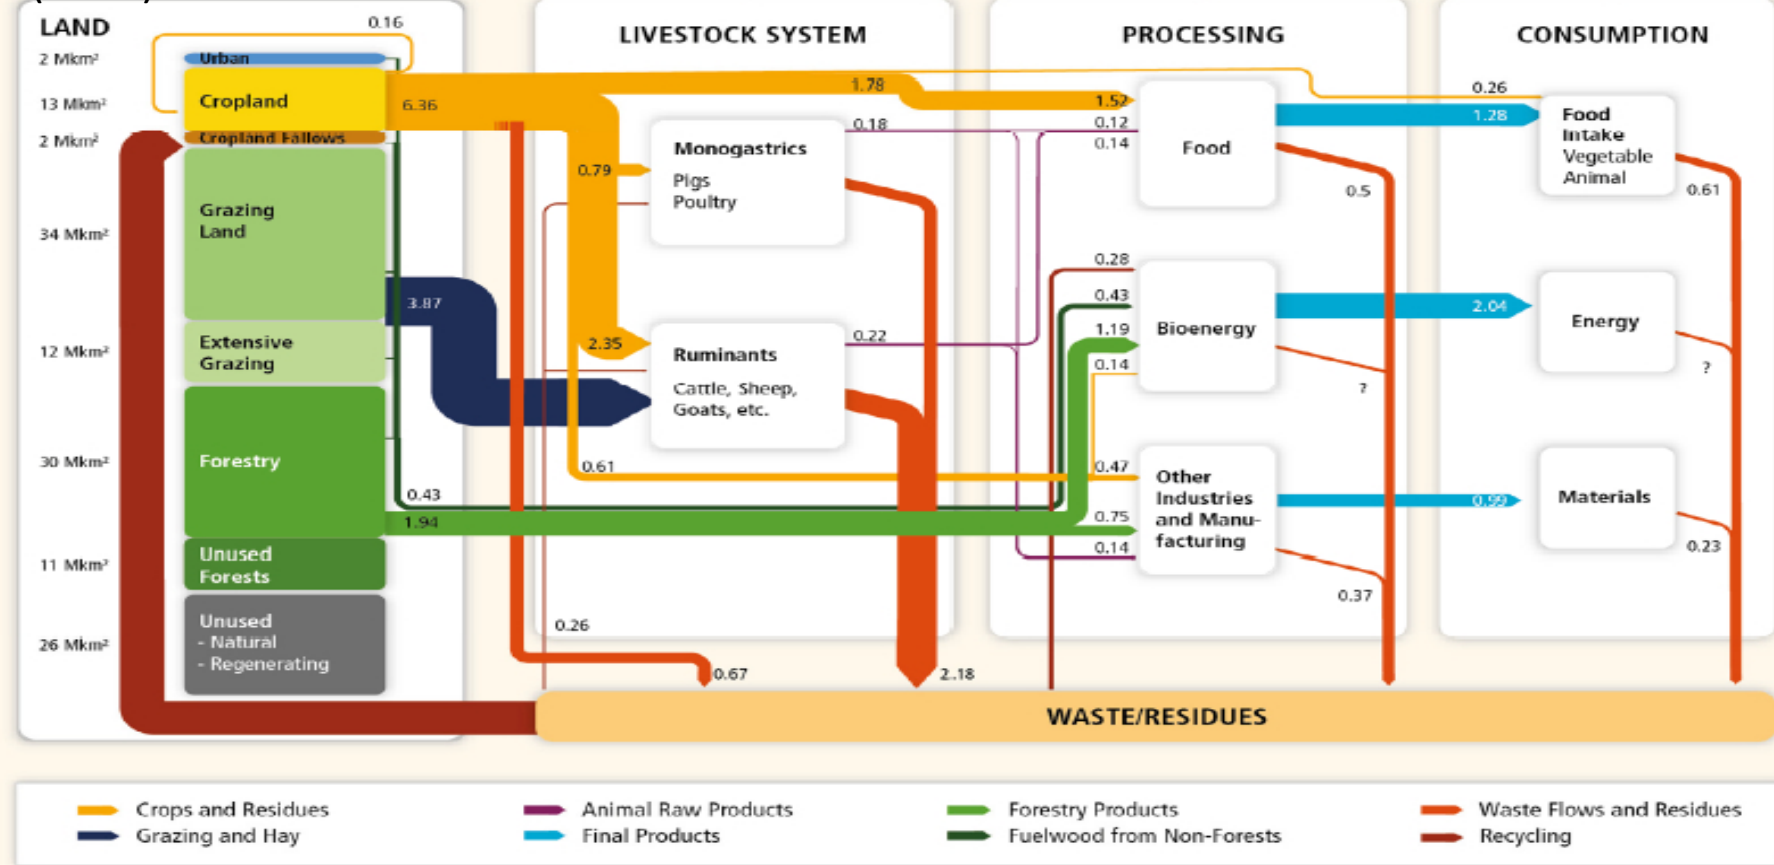 LAND
0.16
LIVESTOCK SYSTEM
PROCESSING
CONSUMPTION
2 Mkm²
Urban
13 Mkm²
Cropland
6.36
1.78
1.52
0.26
2 Mkm²
Cropland Fallows
0.18
0.12
0.14
1.28
Food
Intake
Vegetable
Animal
0.61
Monogastrics
Pigs
Poultry
0.79
Food
0.5
34 Mkm²
Grazing
Land
3.87
0.28
0.43
1.19
0.14
Bioenergy
2.04
Energy
?
?
12 Mkm²
Extensive
Grazing
2.35
0.22
Ruminants
Cattle, Sheep,
Goats, etc.
30 Mkm²
Forestry
0.43
1.94
0.61
0.47
0.75
0.14
Other
Industries
and Manu-
facturing
0.37
0.99
Materials
0.23
11 Mkm²
Unused
Forests
26 Mkm²
Unused
- Natural
- Regenerating
0.26
0.67
2.18
WASTE/RESIDUES
Crops and Residues
Animal Raw Products
Forestry Products
Waste Flows and Residues
Grazing and Hay
Final Products
Fuelwood from Non-Forests
Recycling